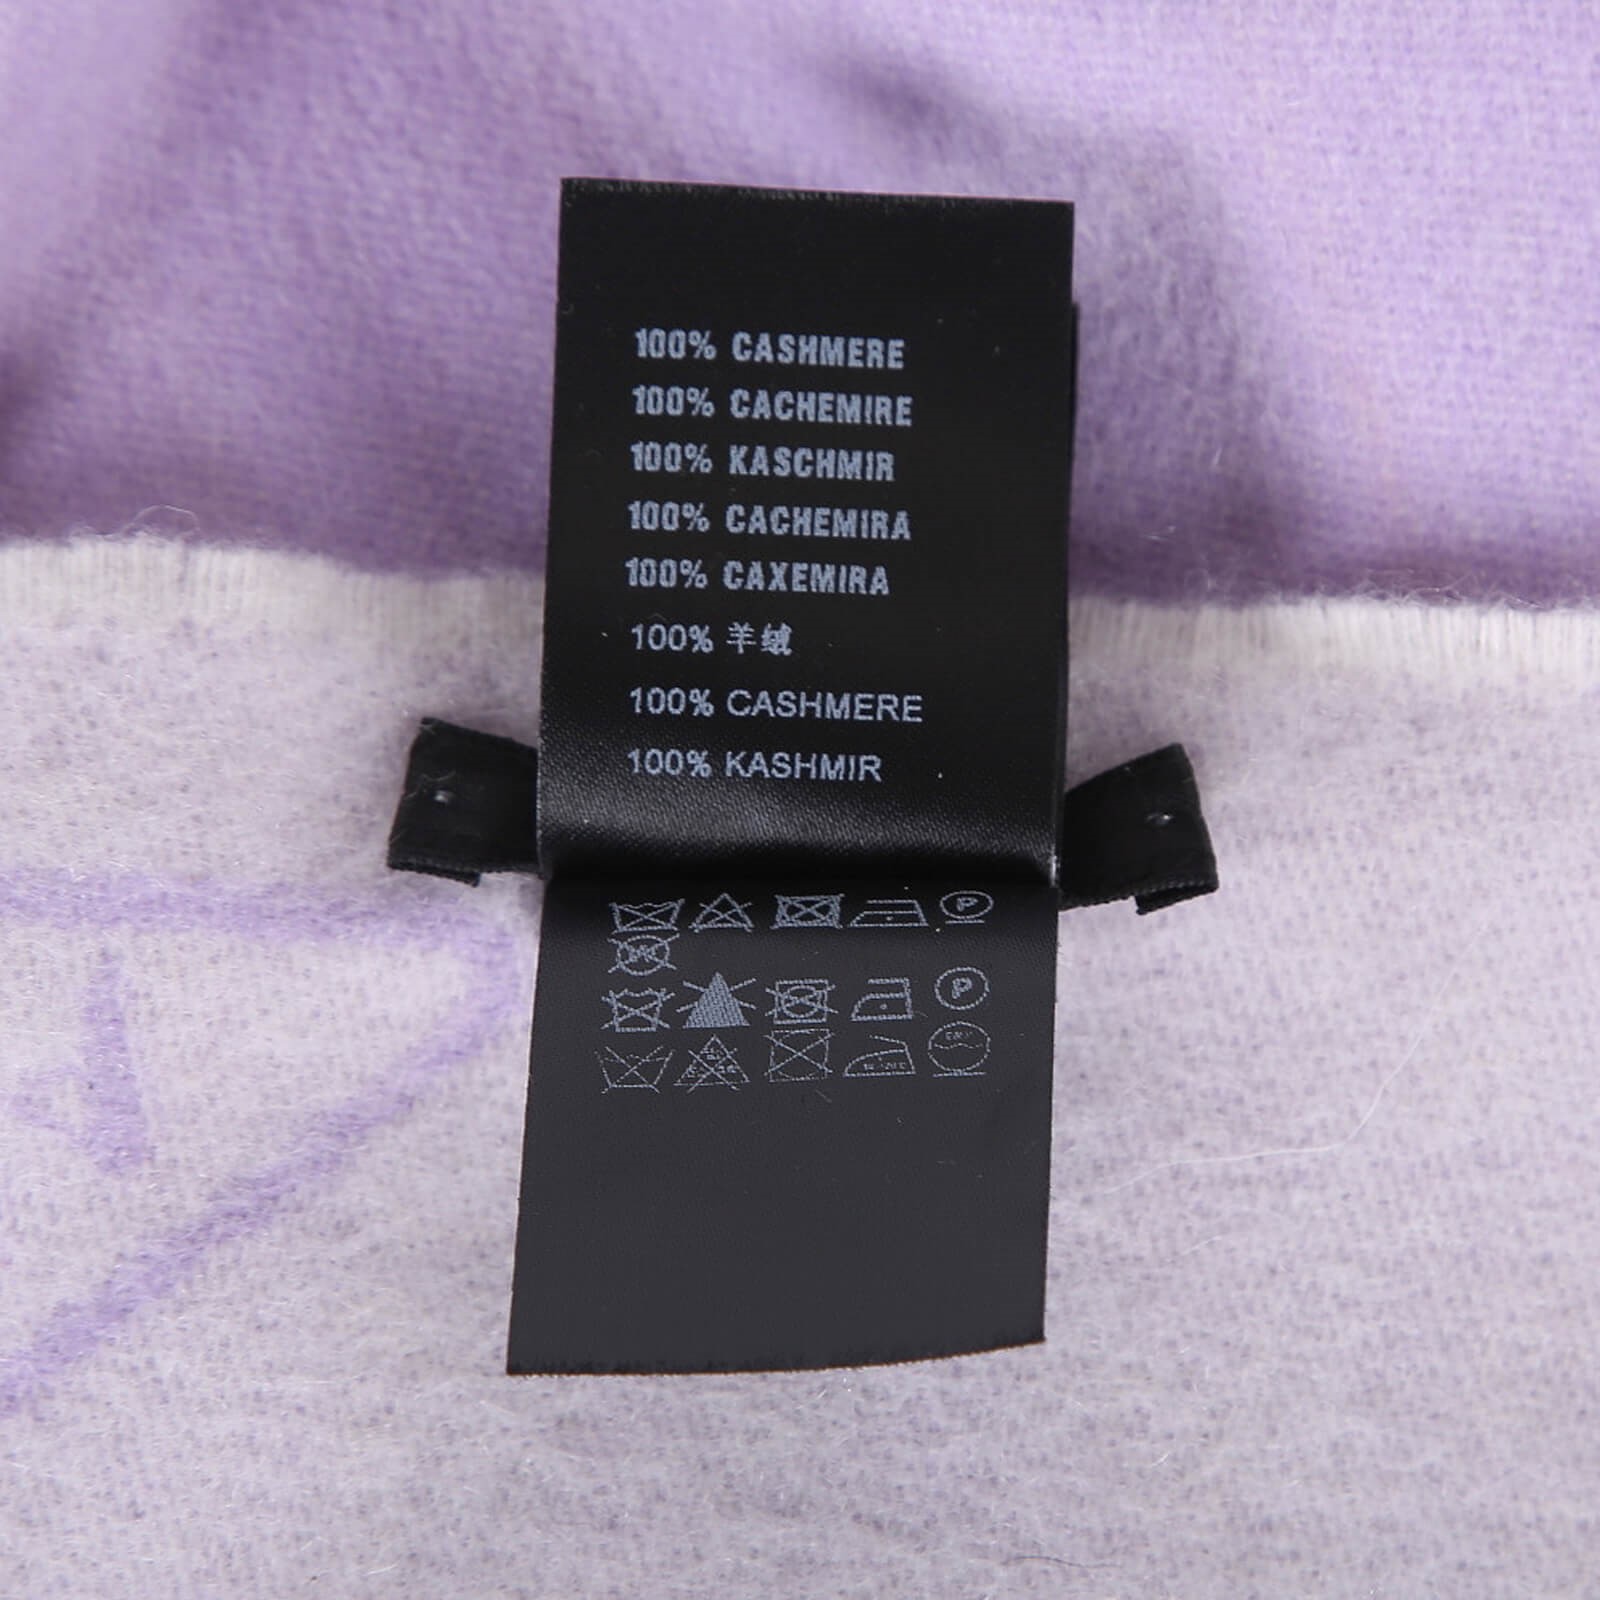 100% CASHMERE
100% CACHEMIRE
100% KASCHMIR
100% CACHEMIRA
100% CAXEMIRA
100% 羊绒
100% CASHMERE
100% KASHMIR
P
W
P